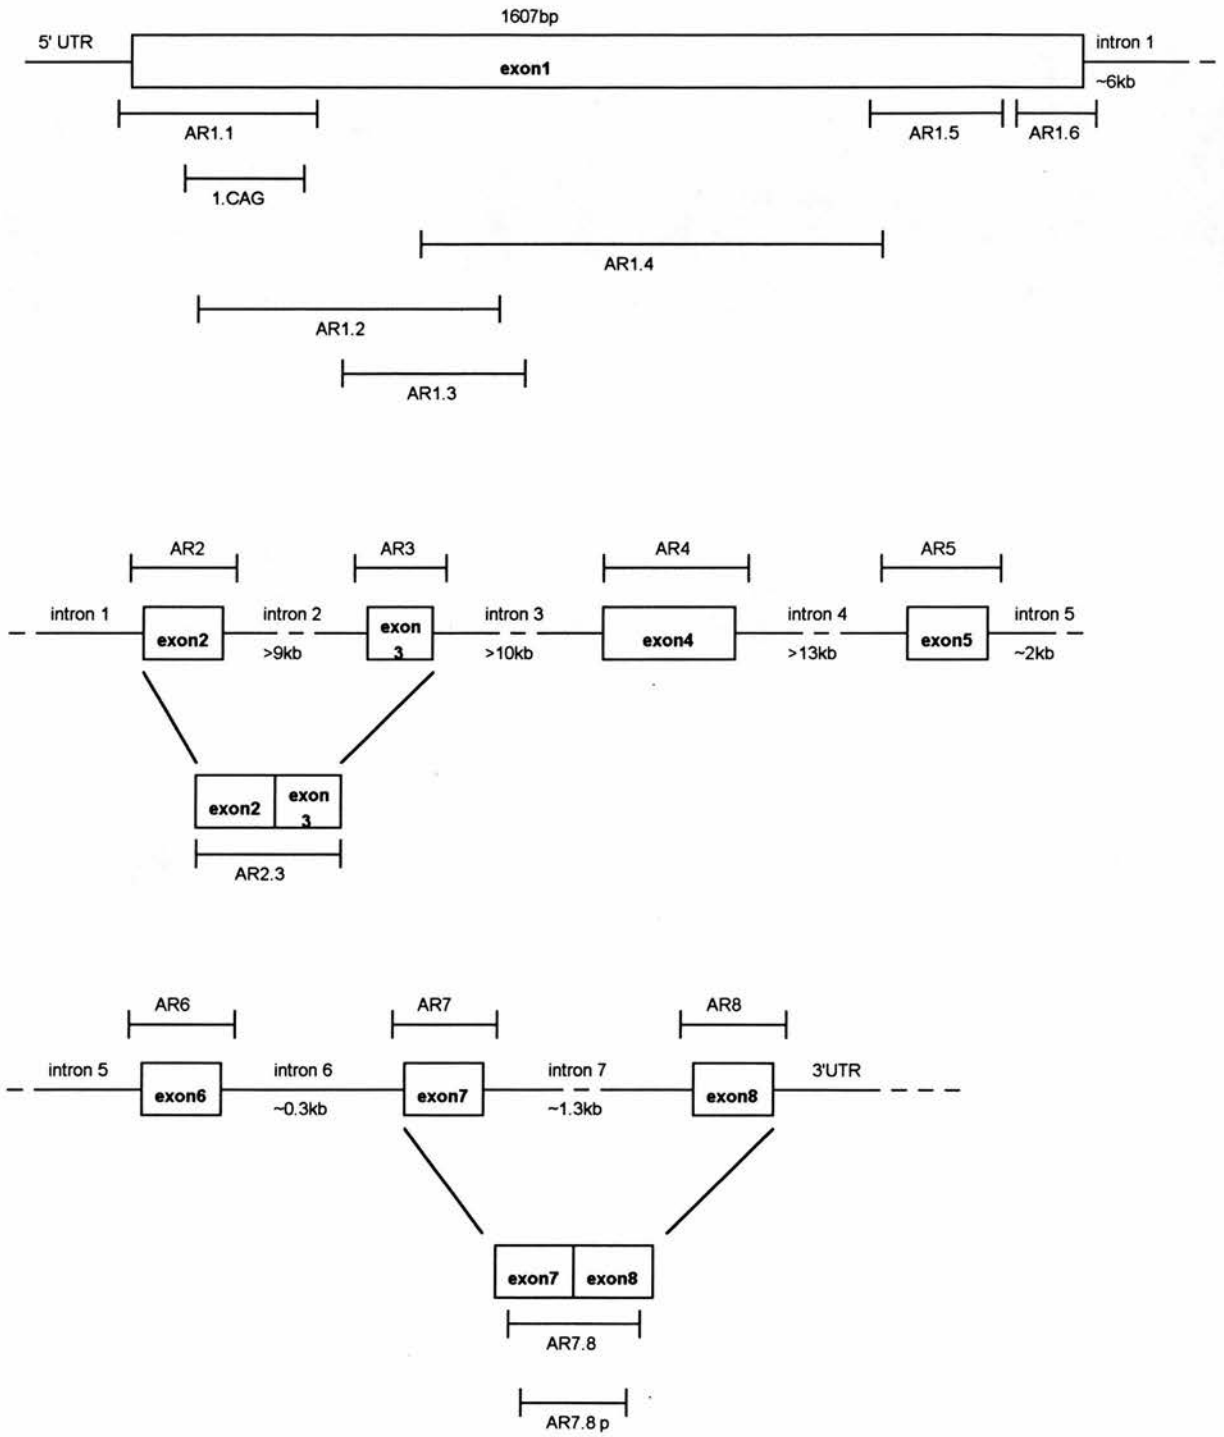 1607bp
5' UTR
exon1
intron 1
~6kb
AR1.1
AR1.5
AR1.6
1.CAG
AR1.4
AR1.2
AR1.3
AR2
AR3
AR4
AR5
intron 1
exon2
intron 2
>9kb
exon
3
intron 3
>10kb
exon4
intron 4
>13kb
exon5
intron 5
~2kb
exon2
exon
3
AR2.3
AR6
AR7
AR8
intron 5
exon6
intron 6
~0.3kb
exon7
intron 7
~1.3kb
exon8
3'UTR
exon7
exon8
AR7.8
AR7.8 p